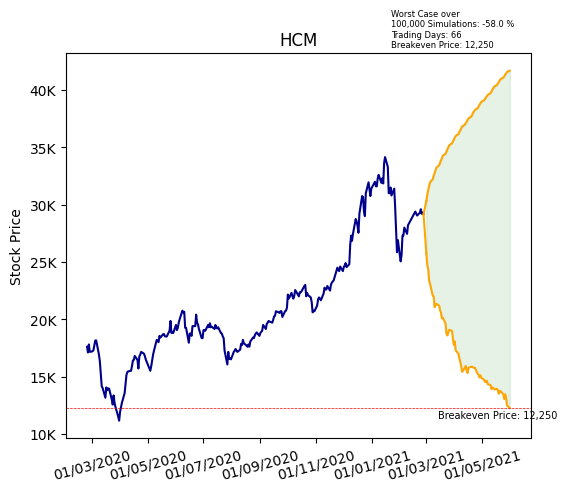 Worst Case over
100,000 Simulations: -58.0 %
Trading Days: 66
Breakeven Price: 12,250
HCM
Stock Price
40K
35K
30K
25K
20K
15K
10K
Breakeven Price: 12,250
01/03/2020 01/05/2020 01/07/2020 01/09/2020 01/11/2020 01/01/2021 01/03/2021 01/05/2021